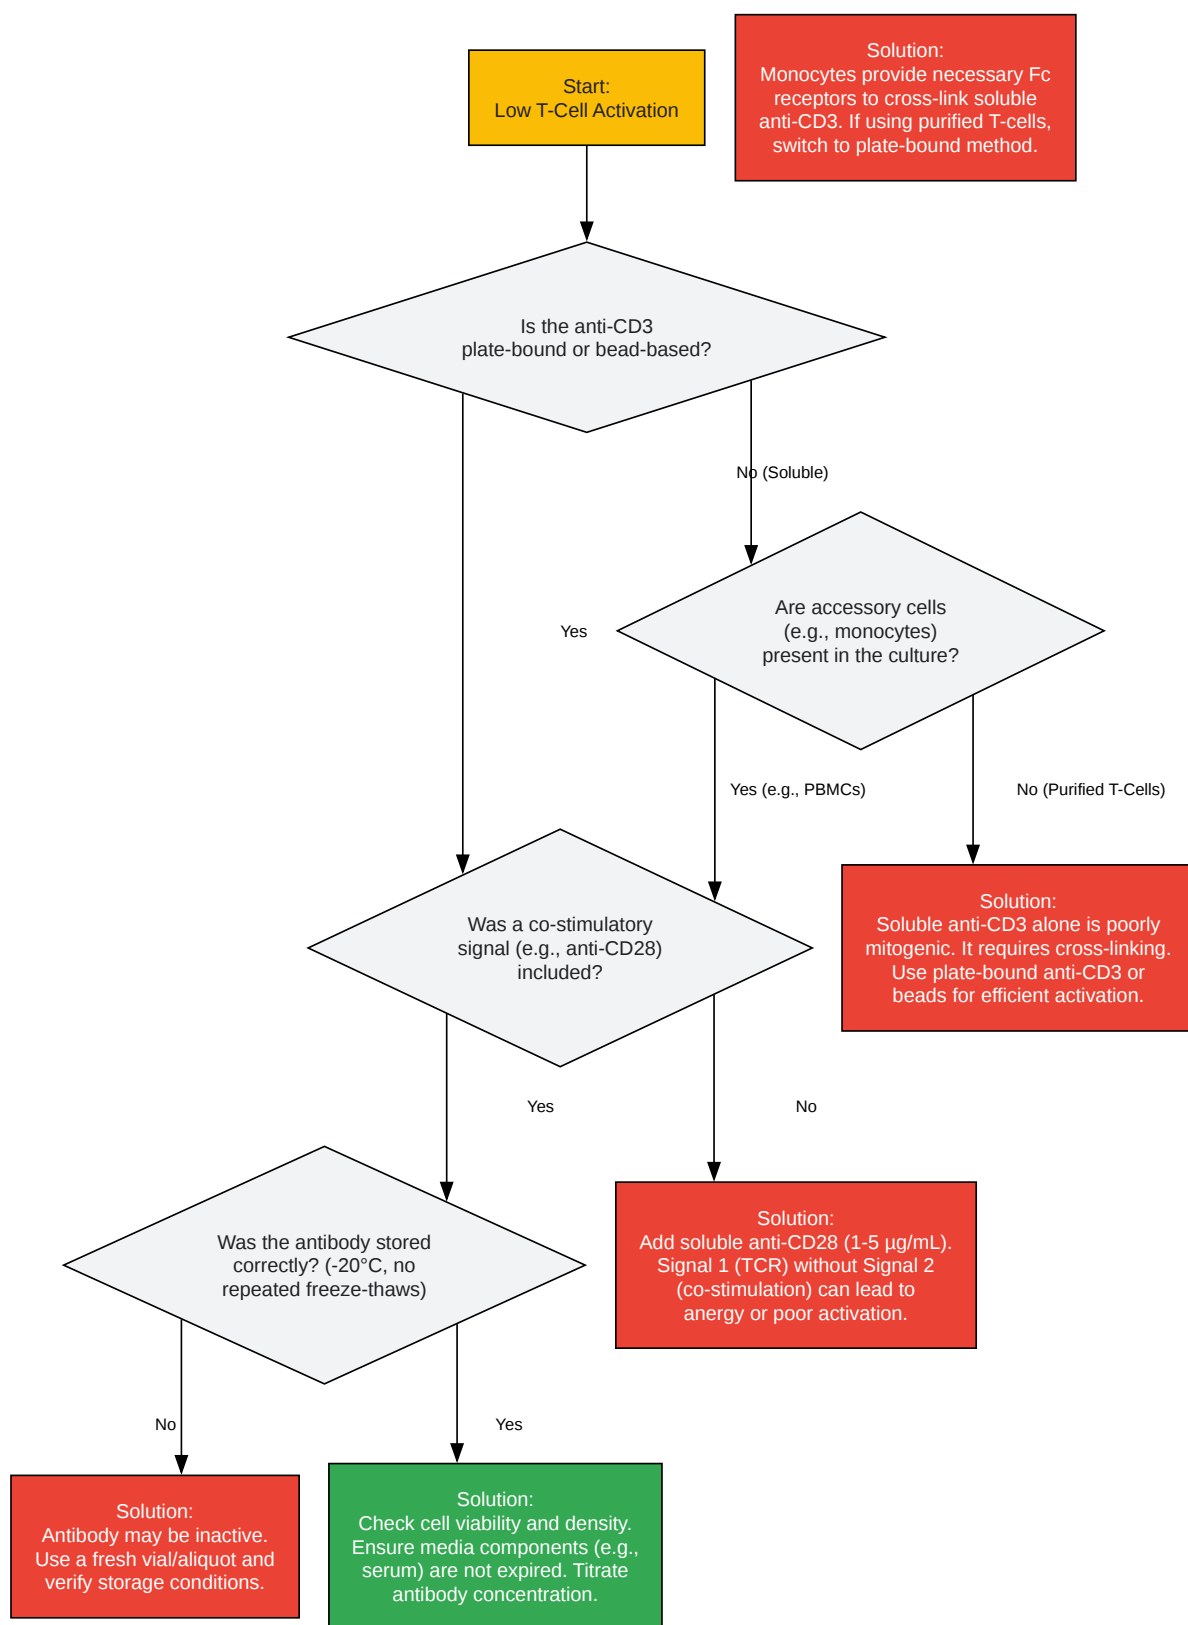 Start:
Low T-Cell Activation
Solution:
Monocytes provide necessary Fc
receptors to cross-link soluble
anti-CD3. If using purified T-cells,
switch to plate-bound method.
Is the anti-CD3
plate-bound or bead-based?
No (Soluble)
Yes
Are accessory cells
(e.g., monocytes)
present in the culture?
Yes (e.g., PBMCs)
No (Purified T-Cells)
Was a co-stimulatory
signal (e.g., anti-CD28)
included?
Solution:
Soluble anti-CD3 alone is poorly
mitogenic. It requires cross-linking.
Use plate-bound anti-CD3 or
beads for efficient activation.
Yes
No
Was the antibody stored
correctly? (-20°C, no
repeated freeze-thaws)
Solution:
Add soluble anti-CD28 (1-5 µg/mL).
Signal 1 (TCR) without Signal 2
(co-stimulation) can lead to
anergy or poor activation.
No
Yes
Solution:
Antibody may be inactive.
Use a fresh vial/aliquot and
verify storage conditions.
Solution:
Check cell viability and density.
Ensure media components (e.g.,
serum) are not expired. Titrate
antibody concentration.